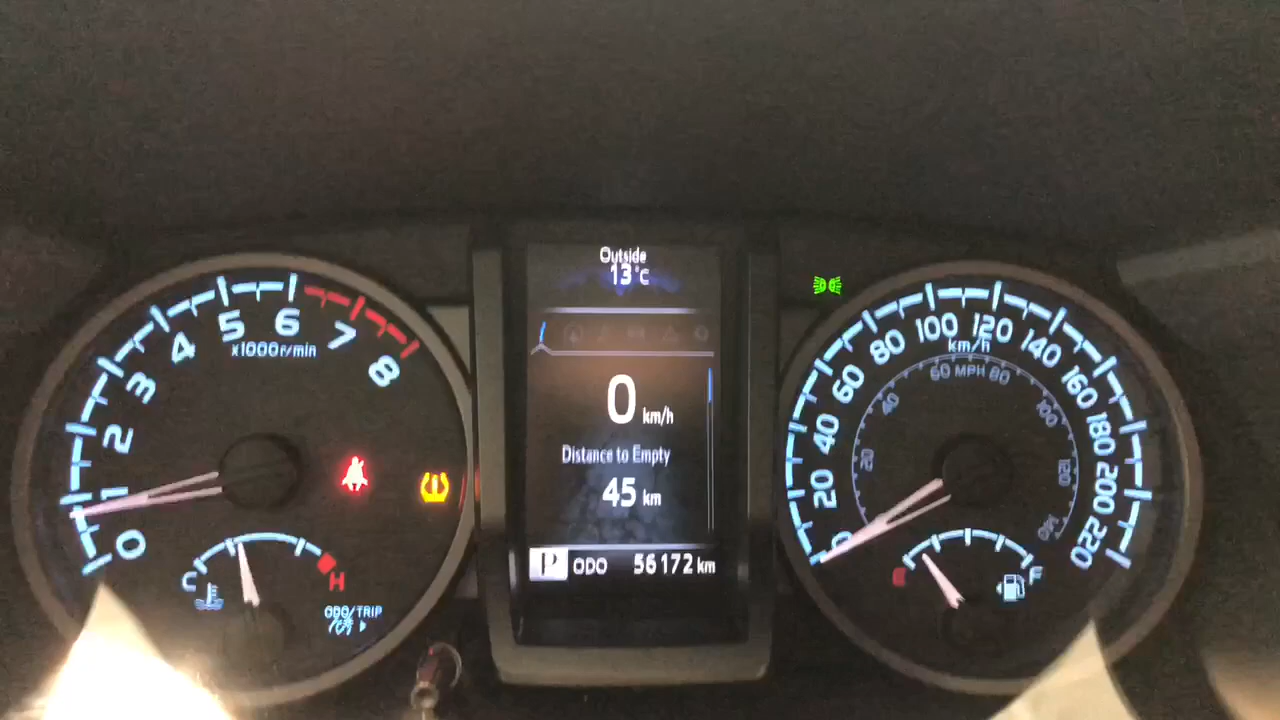 Outside
13°C
0 km/h
Distance to Empty
45 km
P ODO 56172 km
0 1 2 3 4 5 6 7 8
x1000r/min
C H
ODO/TRIP
0 20 40 60 80 100 120 140 160 180 200 220
km/h
20 40 60 MPH 80 100 120 140
F